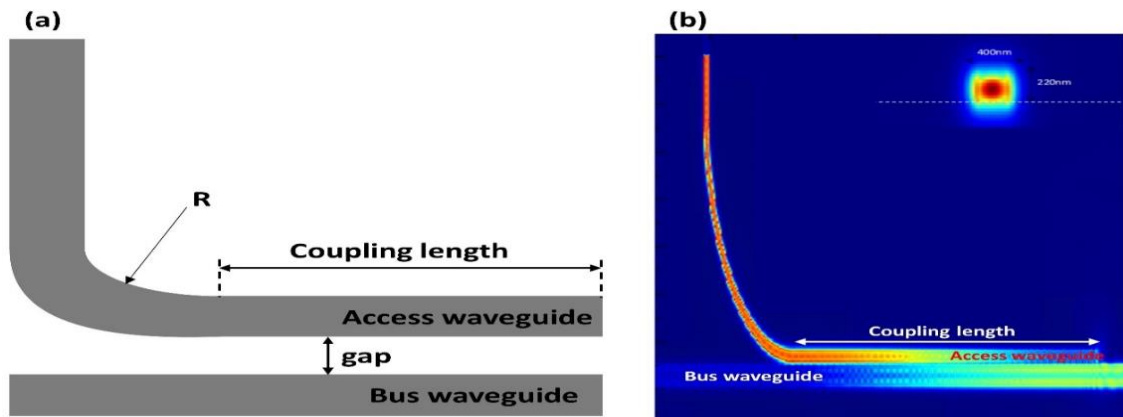 (a)
R
Coupling length
Access waveguide
gap
Bus waveguide
(b)
400nm
220nm
Coupling length
Access waveguide
Bus waveguide